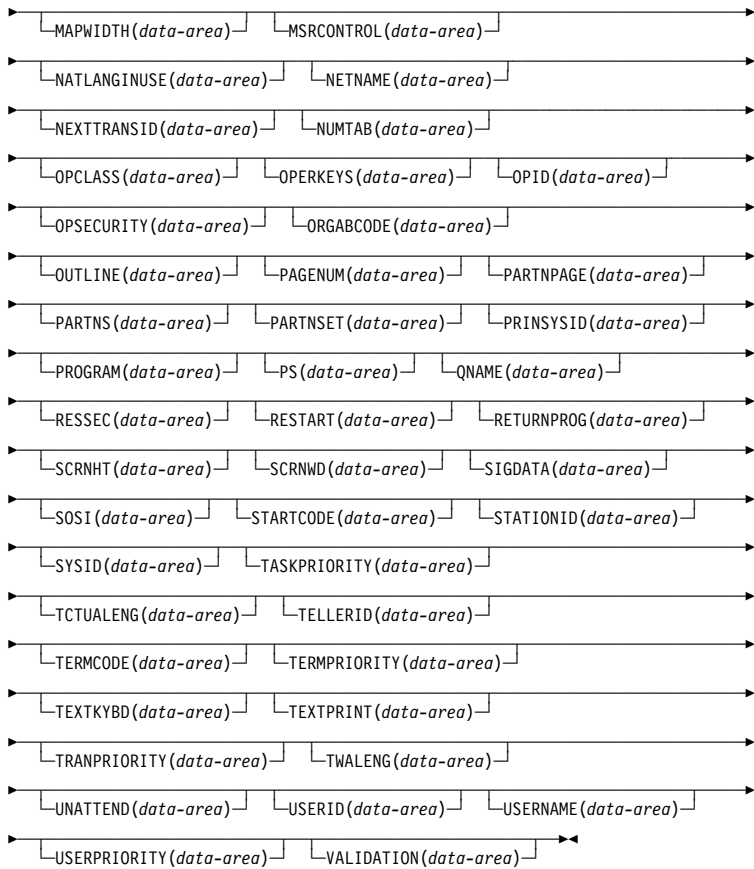 MAPWIDTH(data-area) MSRCONTROL(data-area)
NATLANGINUSE(data-area) NETNAME(data-area)
NEXTTRANSID(data-area) NUMTAB(data-area)
OPCLASS(data-area) OPERKEYS(data-area) OPID(data-area)
OPSECURITY(data-area) ORGABCODE(data-area)
OUTLINE(data-area) PAGENUM(data-area) PARTNPAGE(data-area)
PARTNS(data-area) PARTNSET(data-area) PRINSYSID(data-area)
PROGRAM(data-area) PS(data-area) QNAME(data-area)
RESSEC(data-area) RESTART(data-area) RETURNPROG(data-area)
SCRNHT(data-area) SCRNWD(data-area) SIGDATA(data-area)
SOSI(data-area) STARTCODE(data-area) STATIONID(data-area)
SYSID(data-area) TASKPRIORITY(data-area)
TCTUALENG(data-area) TELLERID(data-area)
TERMCODE(data-area) TERMPRIORITY(data-area)
TEXTKYBD(data-area) TEXTPRINT(data-area)
TRANPRIORITY(data-area) TWALENG(data-area)
UNATTEND(data-area) USERID(data-area) USERNAME(data-area)
USERPRIORITY(data-area) VALIDATION(data-area)